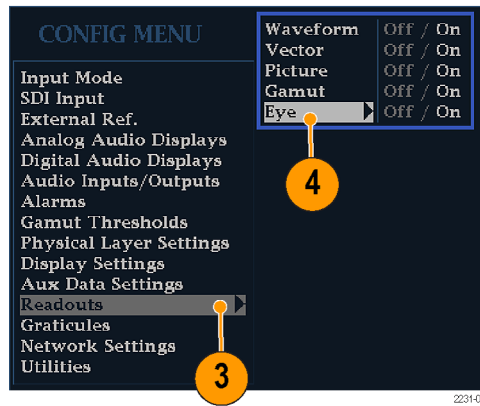 CONFIG MENU
Input Mode
SDI Input
External Ref.
Analog Audio Displays
Digital Audio Displays
Audio Inputs/Outputs
Alarms
Gamut Thresholds
Physical Layer Settings
Display Settings
Aux Data Settings
Readouts
Graticules
Network Settings
Utilities
3
Waveform Off / On
Vector Off / On
Picture Off / On
Gamut Off / On
Eye Off / On
4
2231-0